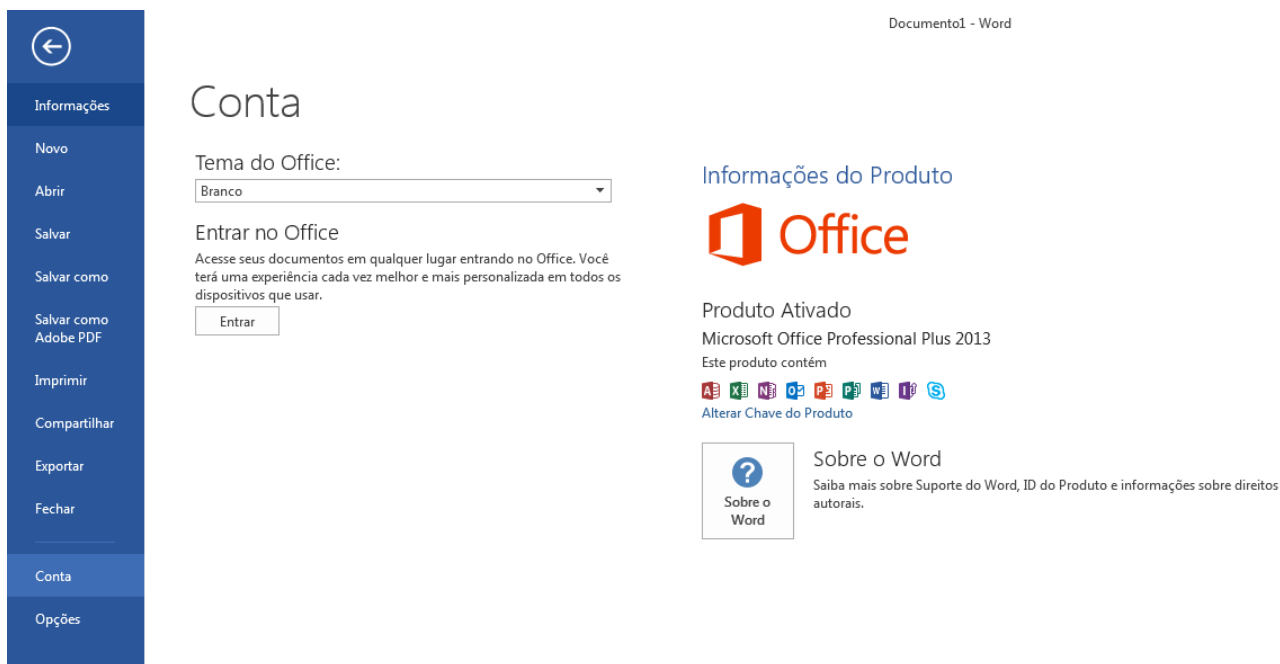 Documento1 - Word
Informações
Novo
Abrir
Salvar
Salvar como
Salvar como
Adobe PDF
Imprimir
Compartilhar
Exportar
Fechar
Conta
Opções
Conta
Tema do Office:
Branco
Entrar no Office
Acesse seus documentos em qualquer lugar entrando no Office. Você
terá uma experiência cada vez melhor e mais personalizada em todos os
dispositivos que usar.
Entrar
Informações do Produto
Office
Produto Ativado
Microsoft Office Professional Plus 2013
Este produto contém
Alterar Chave do Produto
Sobre o
Word
Sobre o Word
Saiba mais sobre Suporte do Word, ID do Produto e informações sobre direitos
autorais.